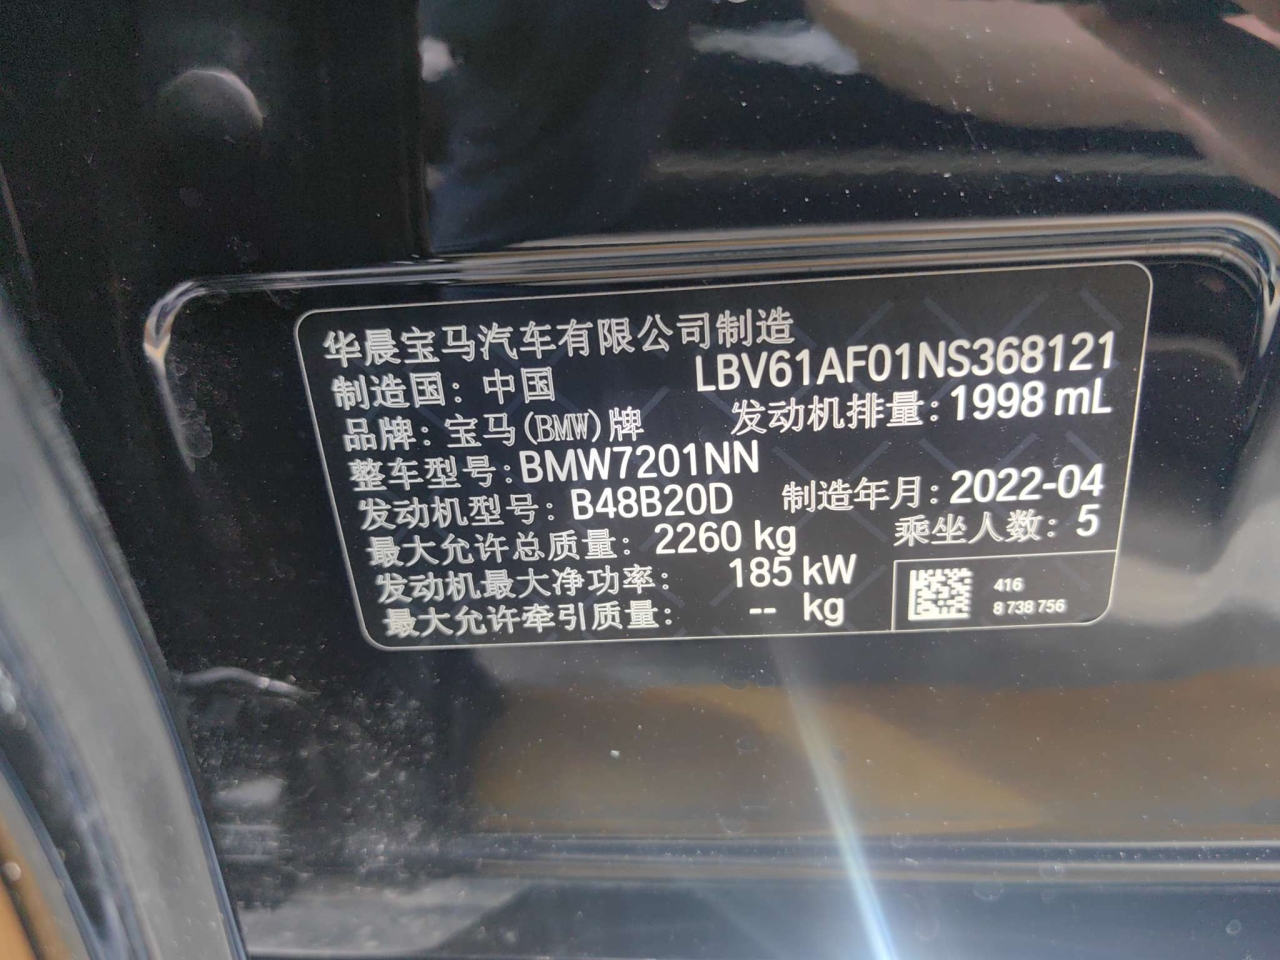 华晨宝马汽车有限公司制造
制造国：中国 LBV61AF01NS368121
品牌：宝马(BMW)牌 发动机排量：1998 mL
整车型号：BMW7201NN
发动机型号：B48B20D 制造年月：2022-04
最大允许总质量：2260 kg 乘坐人数：5
发动机最大净功率：185 kW
最大允许牵引质量：-- kg
416
8 738 756